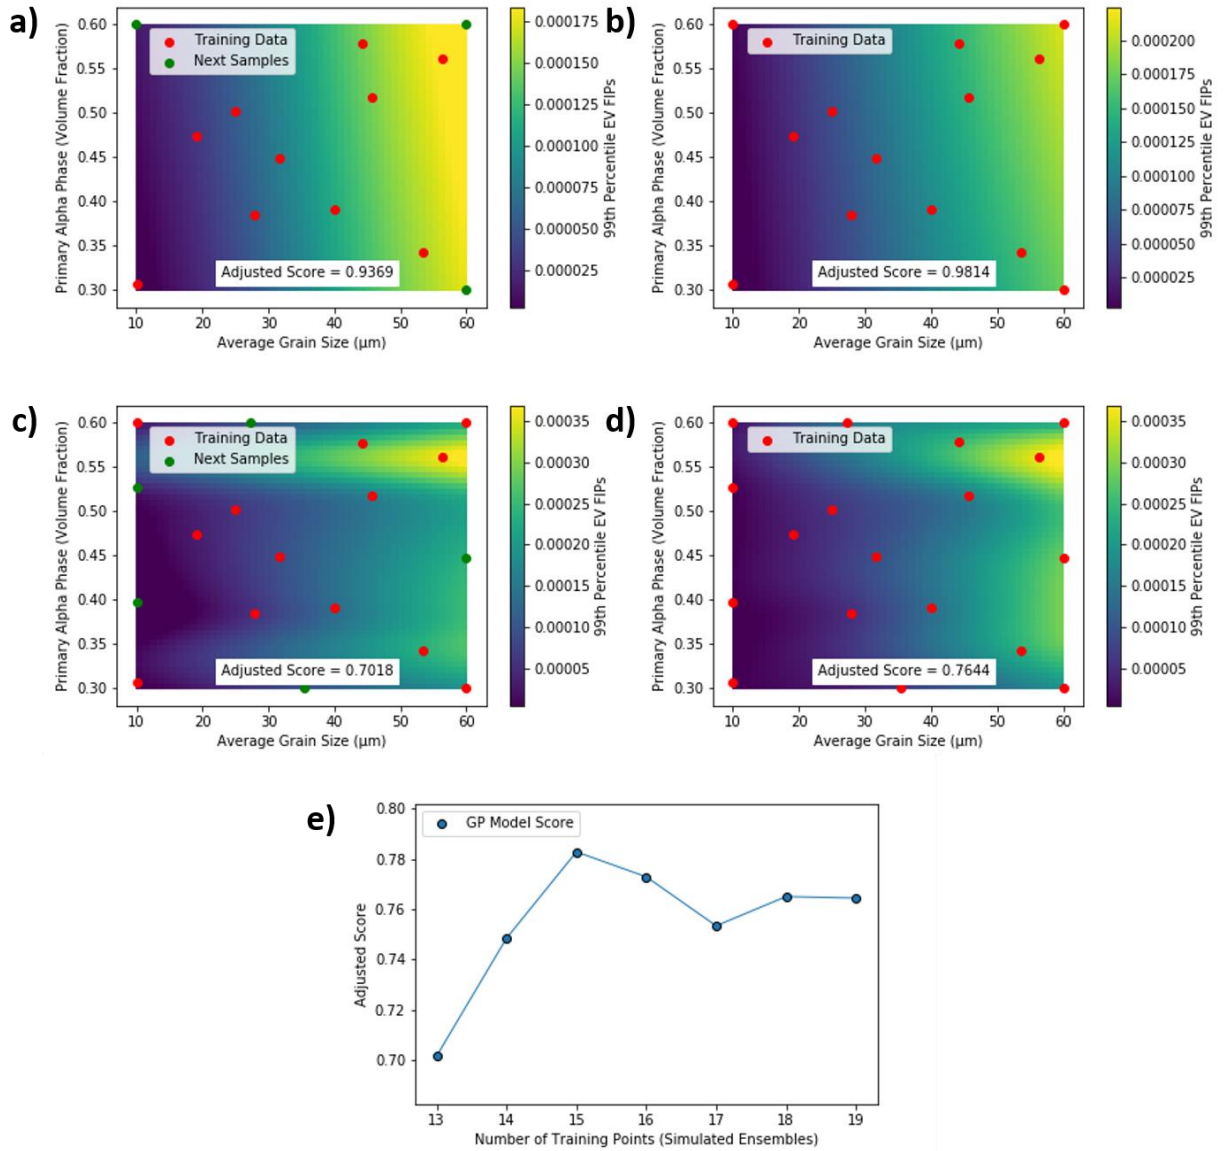 a)
Primary Alpha Phase (Volume Fraction)
0.60
0.55
0.50
0.45
0.40
0.35
0.30
Training Data
Next Samples
Adjusted Score = 0.9369
10 20 30 40 50 60
Average Grain Size (μm)
0.000175
0.000150
0.000125
0.000100
0.000075
0.000050
0.000025
99th Percentile EV FIPs
b)
Primary Alpha Phase (Volume Fraction)
0.60
0.55
0.50
0.45
0.40
0.35
0.30
Training Data
Adjusted Score = 0.9814
10 20 30 40 50 60
Average Grain Size (μm)
0.000200
0.000175
0.000150
0.000125
0.000100
0.000075
0.000050
0.000025
99th Percentile EV FIPs
c)
Primary Alpha Phase (Volume Fraction)
0.60
0.55
0.50
0.45
0.40
0.35
0.30
Training Data
Next Samples
Adjusted Score = 0.7018
10 20 30 40 50 60
Average Grain Size (μm)
0.00035
0.00030
0.00025
0.00020
0.00015
0.00010
0.00005
99th Percentile EV FIPs
d)
Primary Alpha Phase (Volume Fraction)
0.60
0.55
0.50
0.45
0.40
0.35
0.30
Training Data
Adjusted Score = 0.7644
10 20 30 40 50 60
Average Grain Size (μm)
0.00035
0.00030
0.00025
0.00020
0.00015
0.00010
0.00005
99th Percentile EV FIPs
e)
Adjusted Score
0.80
0.78
0.76
0.74
0.72
0.70
GP Model Score
13 14 15 16 17 18 19
Number of Training Points (Simulated Ensembles)